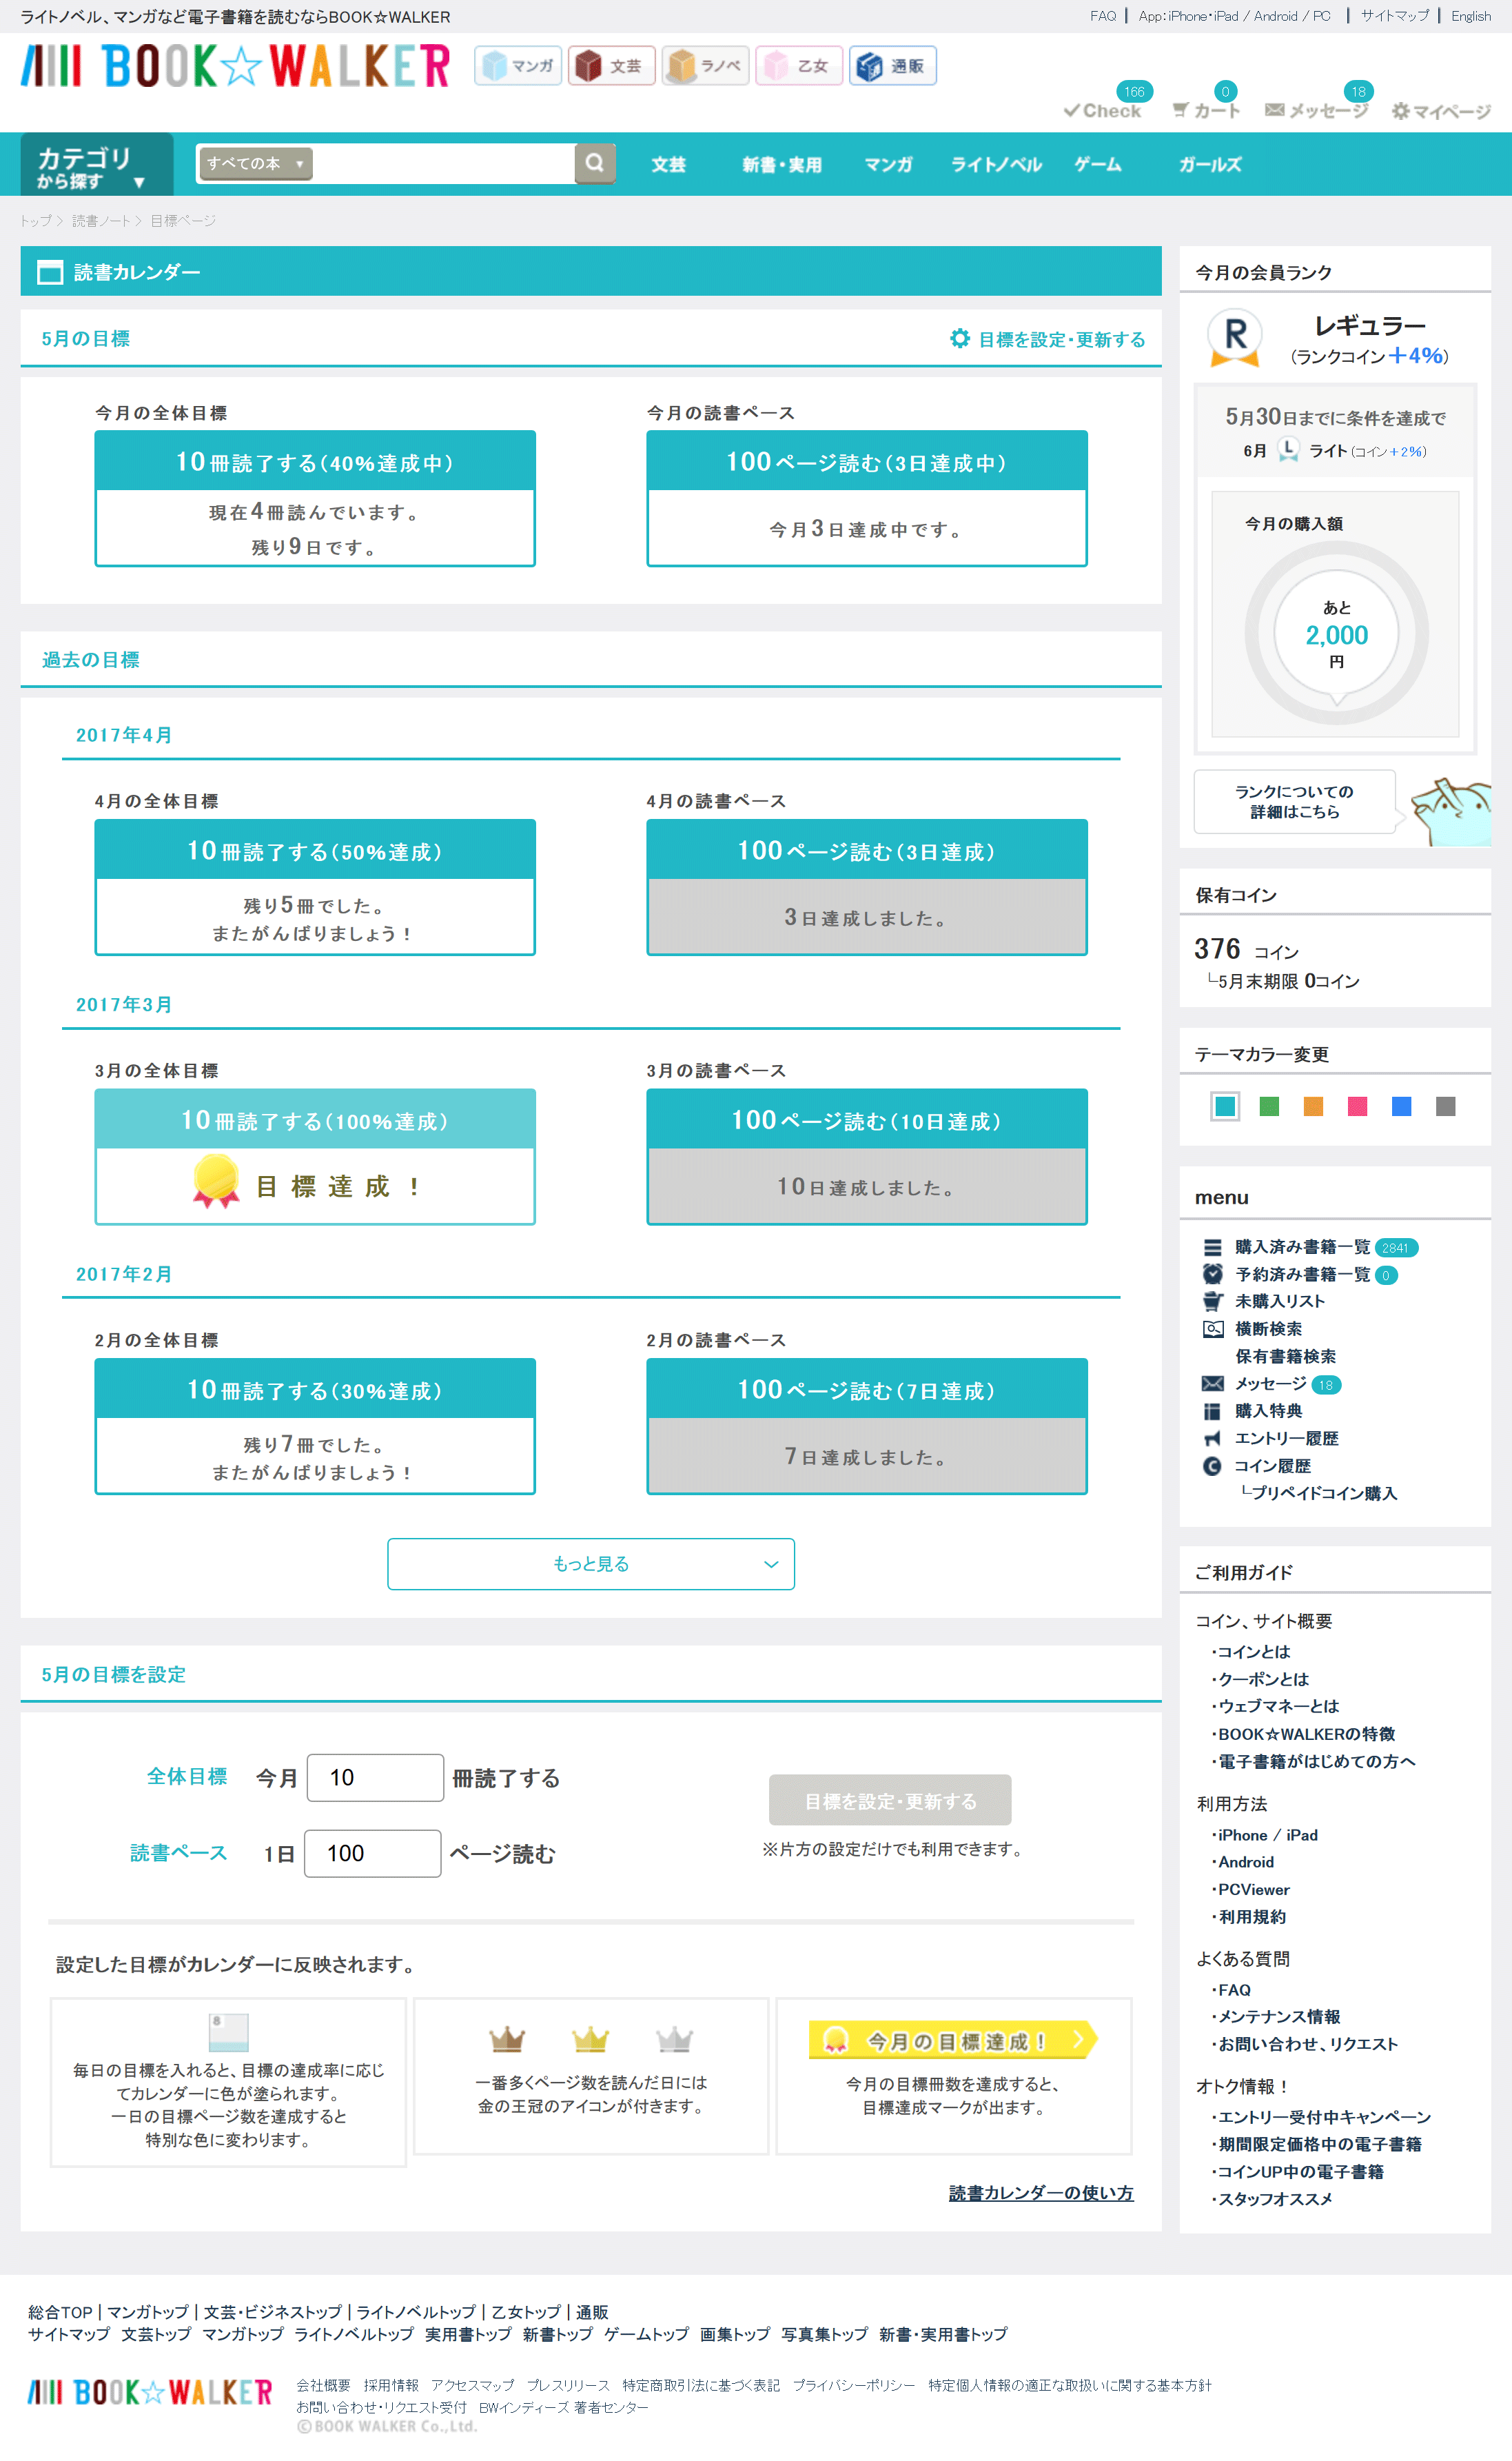 ライトノベル、マンガなど電子書籍を読むならBOOK☆WALKER
FAQ | App:iPhone・iPad / Android / PC | サイトマップ | English
BOOK☆WALKER
マンガ 文芸 ラノベ 乙女 通販
166 0 18
Check カート メッセージ マイページ
カテゴリ
から探す ▼
すべての本 ▼
文芸 新書・実用 マンガ ライトノベル ゲーム ガールズ
トップ > 読書ノート > 目標ページ
読書カレンダー
5月の目標
目標を設定・更新する
今月の全体目標
10冊読了する(40%達成中)
現在4冊読んでいます。
残り9日です。
今月の読書ペース
100ページ読む(3日達成中)
今月3日達成中です。
過去の目標
2017年4月
4月の全体目標
10冊読了する(50%達成)
残り5冊でした。
またがんばりましょう!
4月の読書ペース
100ページ読む(3日達成)
3日達成しました。
2017年3月
3月の全体目標
10冊読了する(100%達成)
目標達成!
3月の読書ペース
100ページ読む(10日達成)
10日達成しました。
2017年2月
2月の全体目標
10冊読了する(30%達成)
残り7冊でした。
またがんばりましょう!
2月の読書ペース
100ページ読む(7日達成)
7日達成しました。
もっと見る
5月の目標を設定
全体目標 今月 10 冊読了する
読書ペース 1日 100 ページ読む
目標を設定・更新する
※片方の設定だけでも利用できます。
設定した目標がカレンダーに反映されます。
8
毎日の目標を入れると、目標の達成率に応じ
てカレンダーに色が塗られます。
一日の目標ページ数を達成すると
特別な色に変わります。
一番多くページ数を読んだ日には
金の王冠のアイコンが付きます。
今月の目標達成!
今月の目標冊数を達成すると、
目標達成マークが出ます。
読書カレンダーの使い方
今月の会員ランク
R
レギュラー
(ランクコイン+4%)
5月30日までに条件を達成で
6月 L ライト(コイン+2%)
今月の購入額
あと
2,000
円
ランクについての
詳細はこちら
保有コイン
376 コイン
└5月末期限 0コイン
テーマカラー変更
menu
購入済み書籍一覧 2841
予約済み書籍一覧 0
未購入リスト
横断検索
保有書籍検索
メッセージ 18
購入特典
エントリー履歴
コイン履歴
└プリペイドコイン購入
ご利用ガイド
コイン、サイト概要
・コインとは
・クーポンとは
・ウェブマネーとは
・BOOK☆WALKERの特徴
・電子書籍がはじめての方へ
利用方法
・iPhone / iPad
・Android
・PCViewer
・利用規約
よくある質問
・FAQ
・メンテナンス情報
・お問い合わせ、リクエスト
オトク情報!
・エントリー受付中キャンペーン
・期間限定価格中の電子書籍
・コインUP中の電子書籍
・スタッフオススメ
総合TOP | マンガトップ | 文芸・ビジネストップ | ライトノベルトップ | 乙女トップ | 通販
サイトマップ 文芸トップ マンガトップ ライトノベルトップ 実用書トップ 新書トップ ゲームトップ 画集トップ 写真集トップ 新書・実用書トップ
BOOK☆WALKER
会社概要 採用情報 アクセスマップ プレスリリース 特定商取引法に基づく表記 プライバシーポリシー 特定個人情報の適正な取扱いに関する基本方針
お問い合わせ・リクエスト受付 BWインディーズ 著者センター
©BOOK WALKER Co.,Ltd.